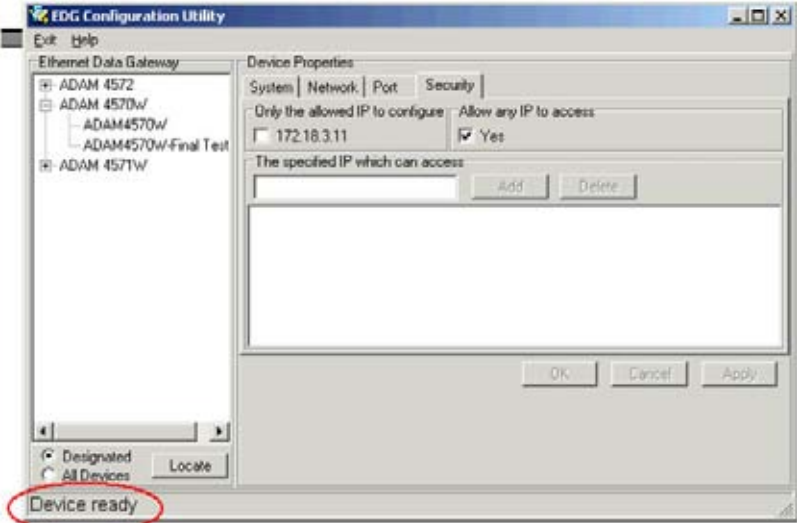 EDG Configuration Utility
Exit Help
Ethernet Data Gateway
ADAM 4572
ADAM 4570W
ADAM4570W
ADAM4570W-Final Test
ADAM 4571W
Designated
All Devices
Locate
Device Properties
System Network Port Security
Only the allowed IP to configure
172.18.3.11
Allow any IP to access
Yes
The specified IP which can access
Add Delete
OK Cancel Apply
Device ready